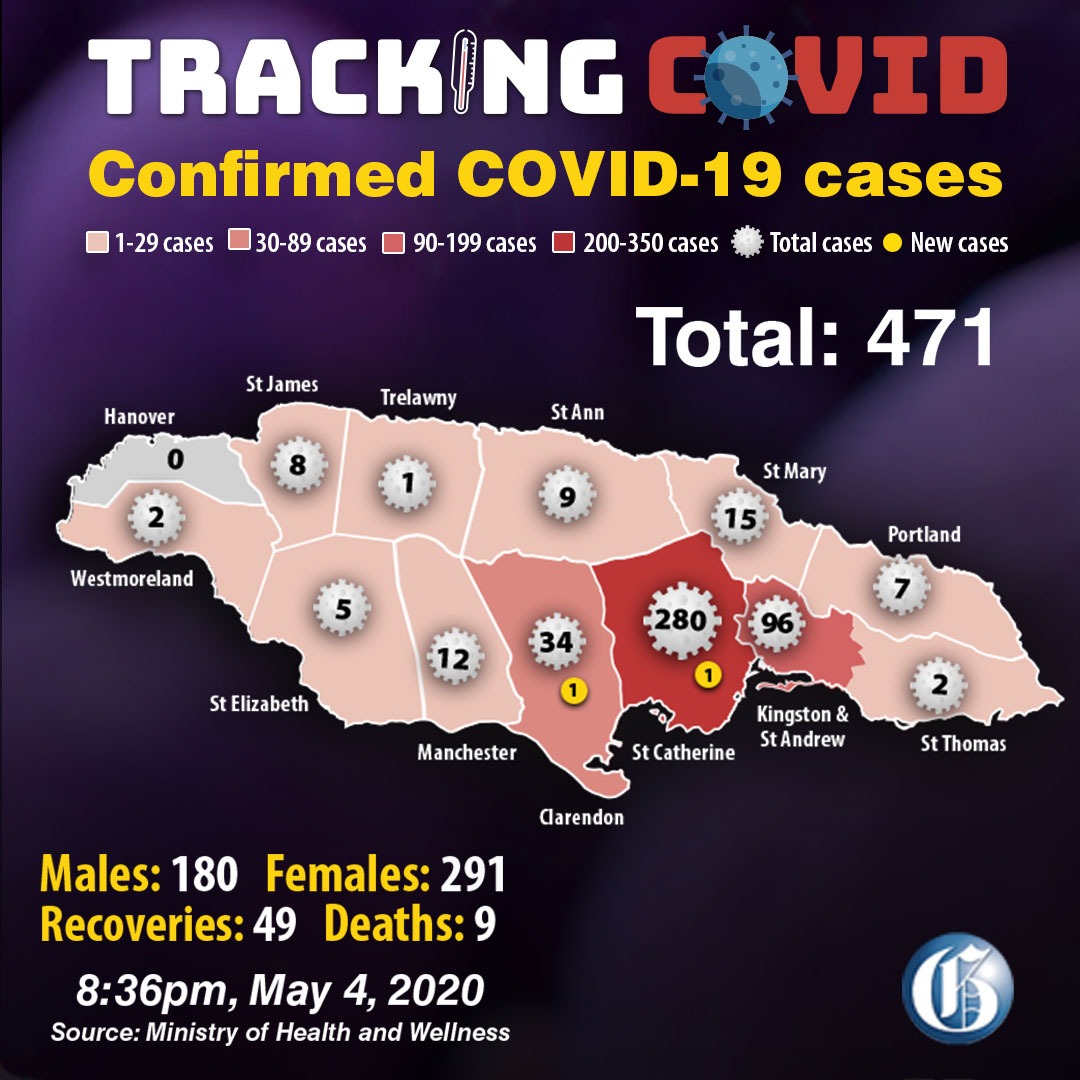 TRACKING COVID
Confirmed COVID-19 cases
1-29 cases 30-89 cases 90-199 cases 200-350 cases Total cases New cases
Total: 471
St James
Trelawny
Hanover
St Ann
0
8
1
9
St Mary
2
15
Portland
Westmoreland
7
5
12
34
280
96
1
1
2
St Elizabeth
Manchester
St Catherine
Kingston &
St Andrew
St Thomas
Clarendon
Males: 180 Females: 291
Recoveries: 49 Deaths: 9
8:36pm, May 4, 2020
Source: Ministry of Health and Wellness
G